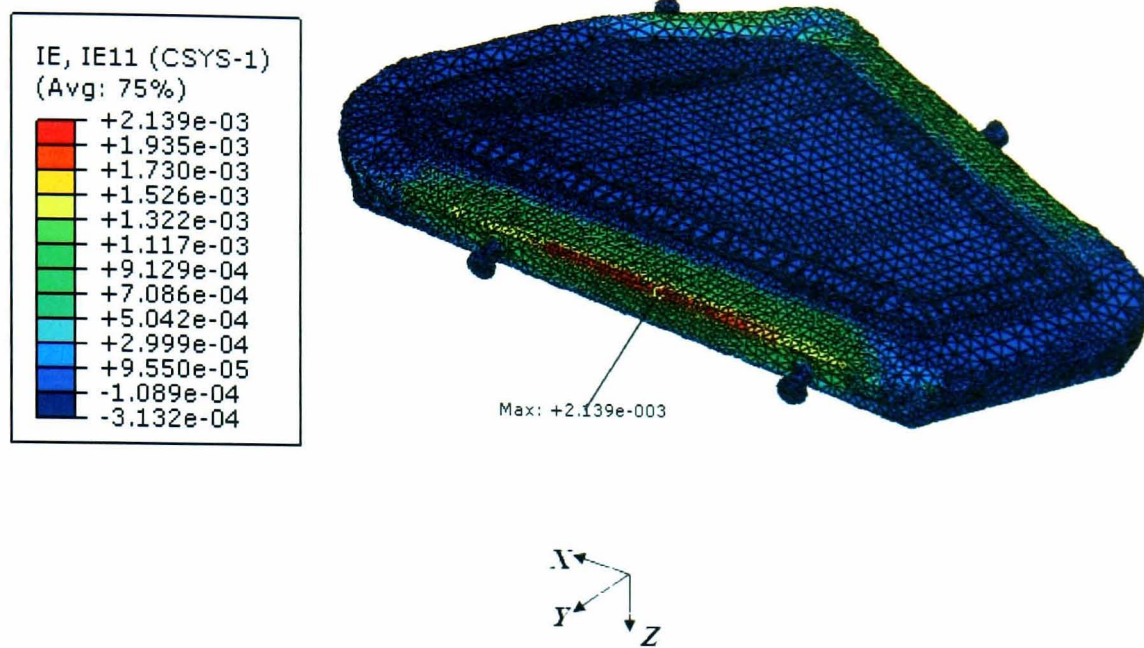 IE, IE11 (CSYS-1)
(Avg: 75%)
+2.139e-03
+1.935e-03
+1.730e-03
+1.526e-03
+1.322e-03
+1.117e-03
+9.129e-04
+7.086e-04
+5.042e-04
+2.999e-04
+9.550e-05
-1.089e-04
-3.132e-04
Max: +2.139e-003
X
Y
Z